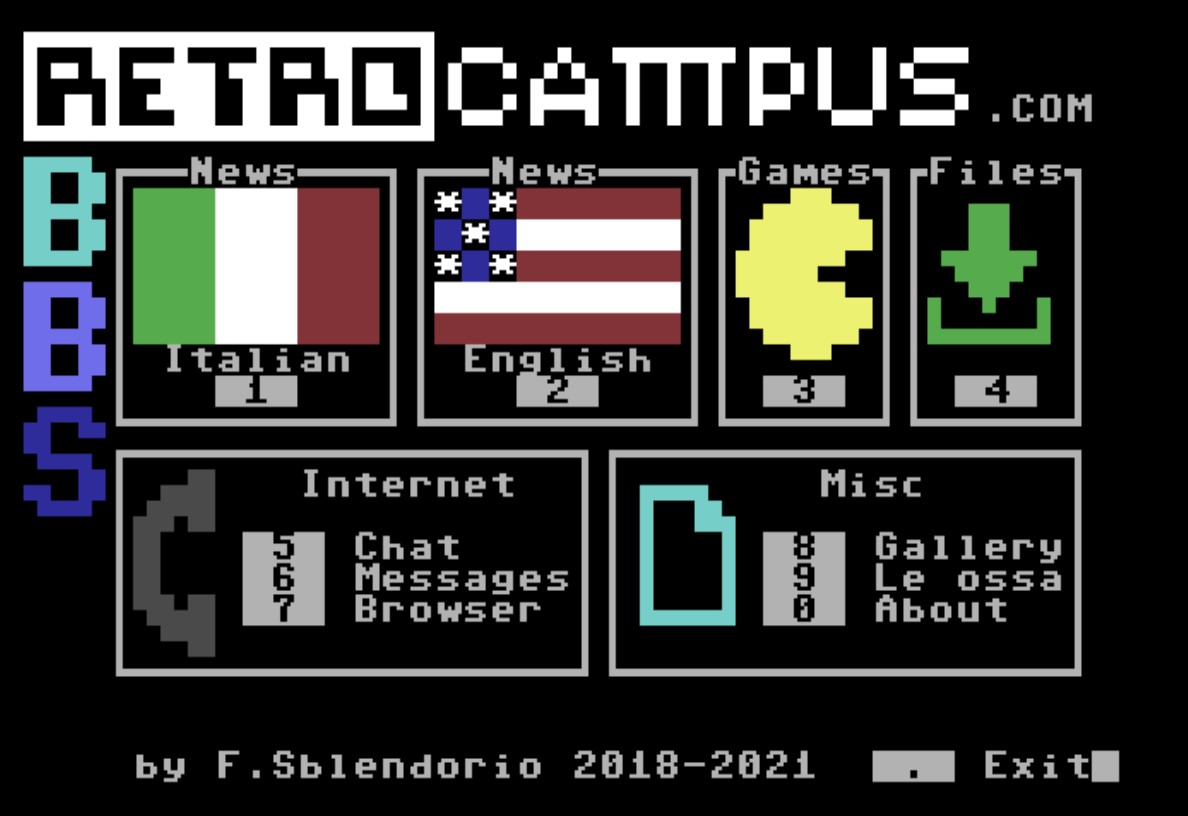 RETROCAMPUS.COM
BBS
News
News
Games
Files
Italian
English
1
2
3
4
Internet
Misc
5 Chat
6 Messages
7 Browser
8 Gallery
9 Le ossa
0 About
by F.Sblendorio 2018-2021
. Exit